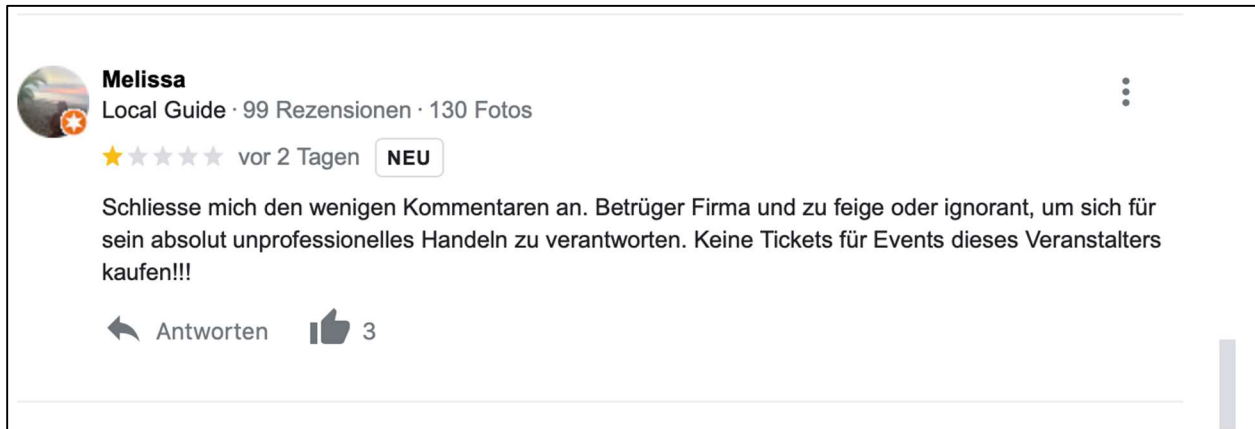 Melissa
Local Guide · 99 Rezensionen · 130 Fotos
vor 2 Tagen NEU
Schliesse mich den wenigen Kommentaren an. Betrüger Firma und zu feige oder ignorant, um sich für
sein absolut unprofessionelles Handeln zu verantworten. Keine Tickets für Events dieses Veranstalters
kaufen!!!
Antworten 3